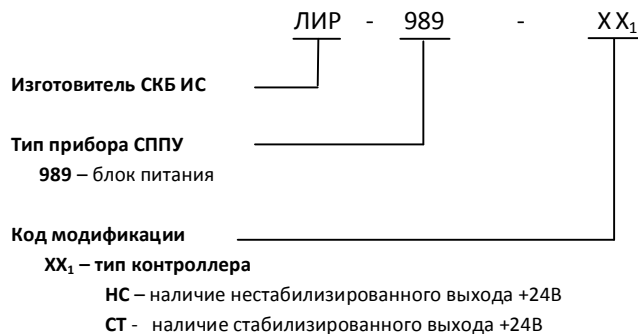 ЛИР - 989 - XX₁
Изготовитель СКБ ИС
Тип прибора СППУ
989 – блок питания
Код модификации
XX₁ – тип контроллера
НС – наличие нестабилизированного выхода +24В
СТ - наличие стабилизированного выхода +24В